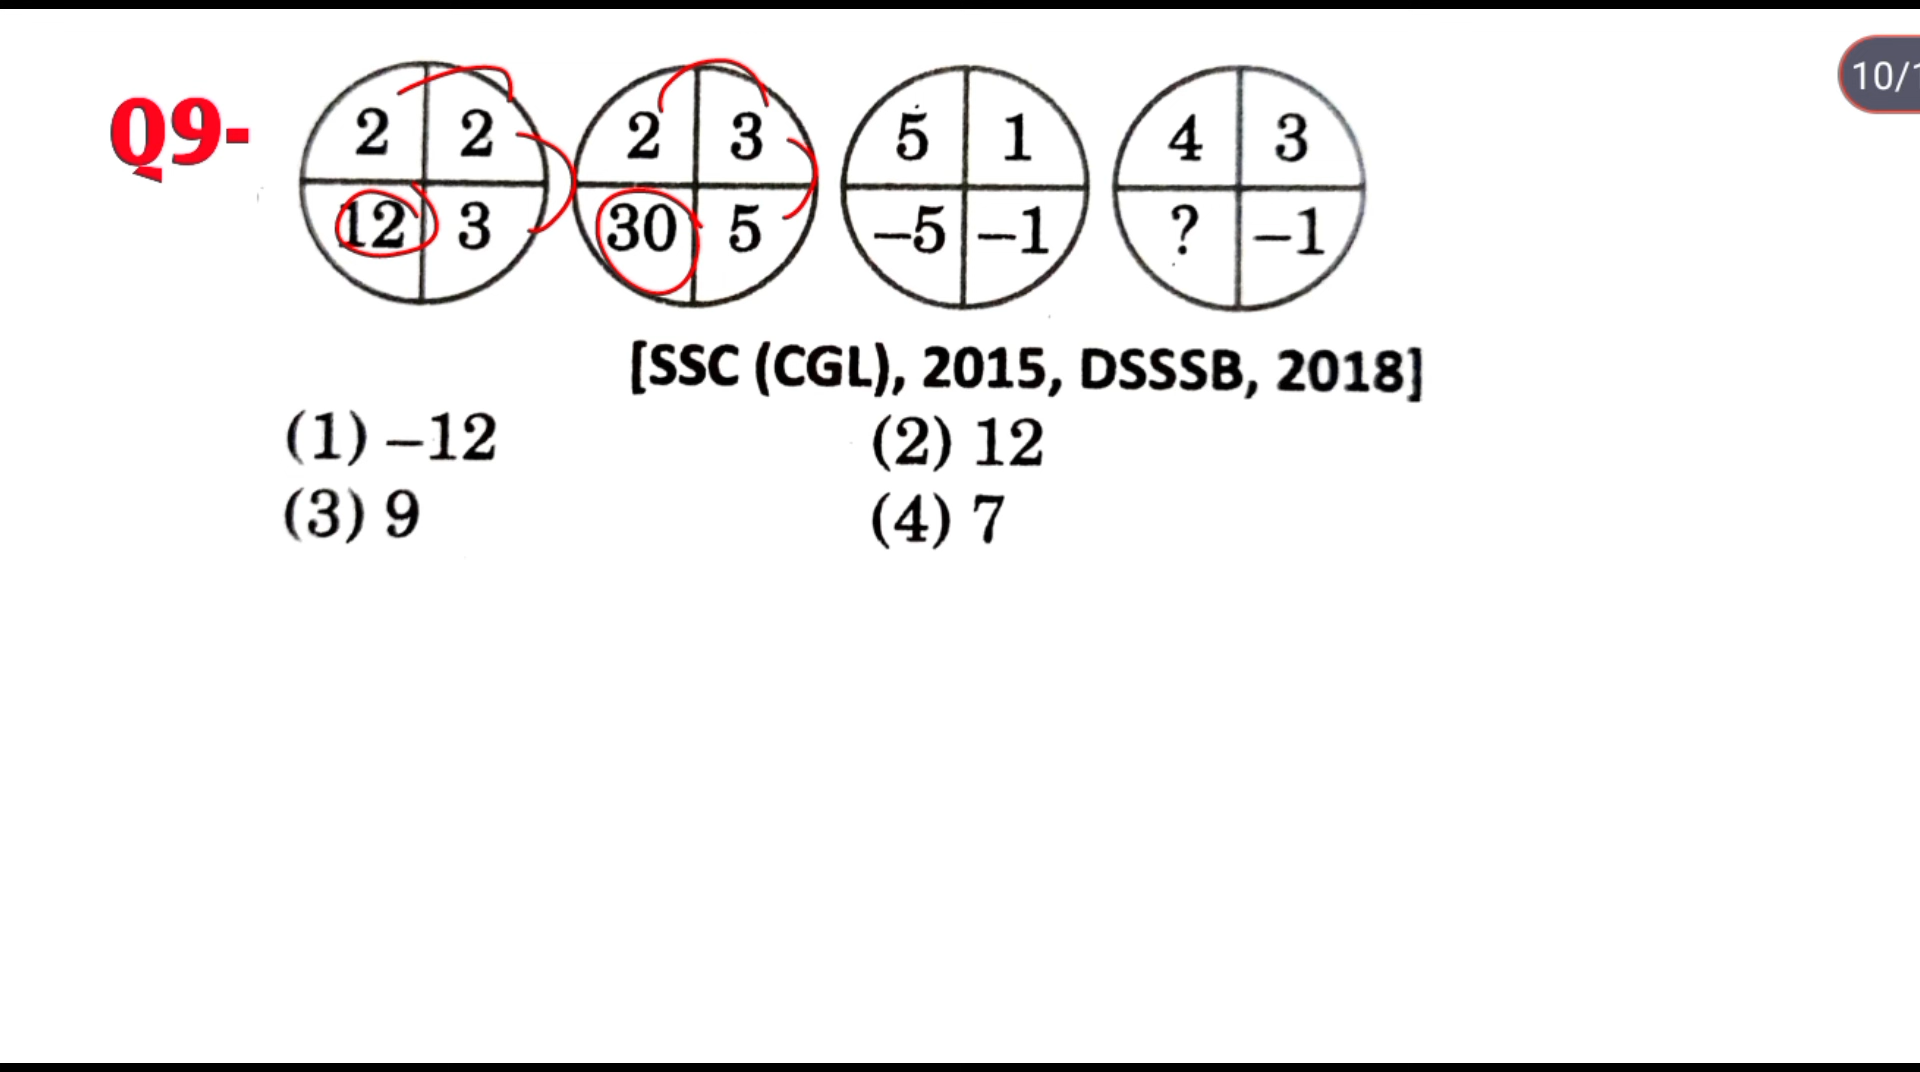 10/1
Q9-
2 2 2 3 5 1 4 3
12 3 30 5 -5 -1 ? -1
[SSC (CGL), 2015, DSSSB, 2018]
(1) -12 (2) 12
(3) 9 (4) 7